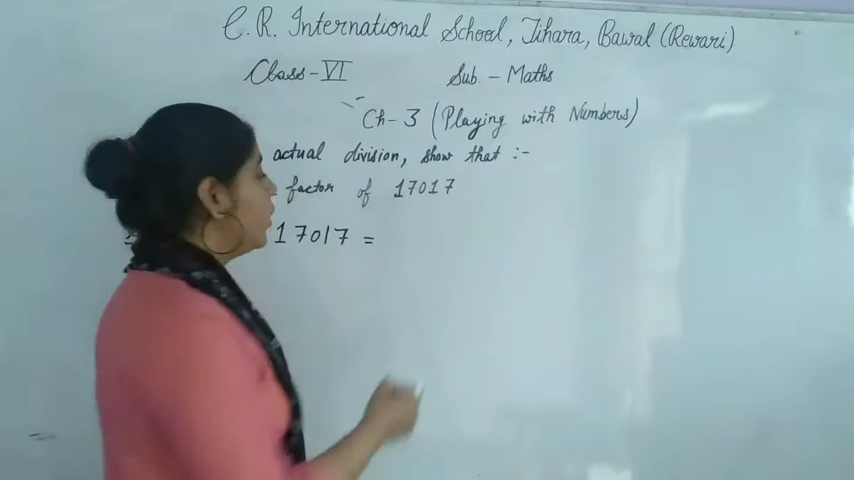 C.R. International School, Jihara, Bawal (Rewari)
Class-VI Sub. - Maths
Ch-3 (Playing with Numbers)
actual division, show that :-
factor of 17017
17017 =